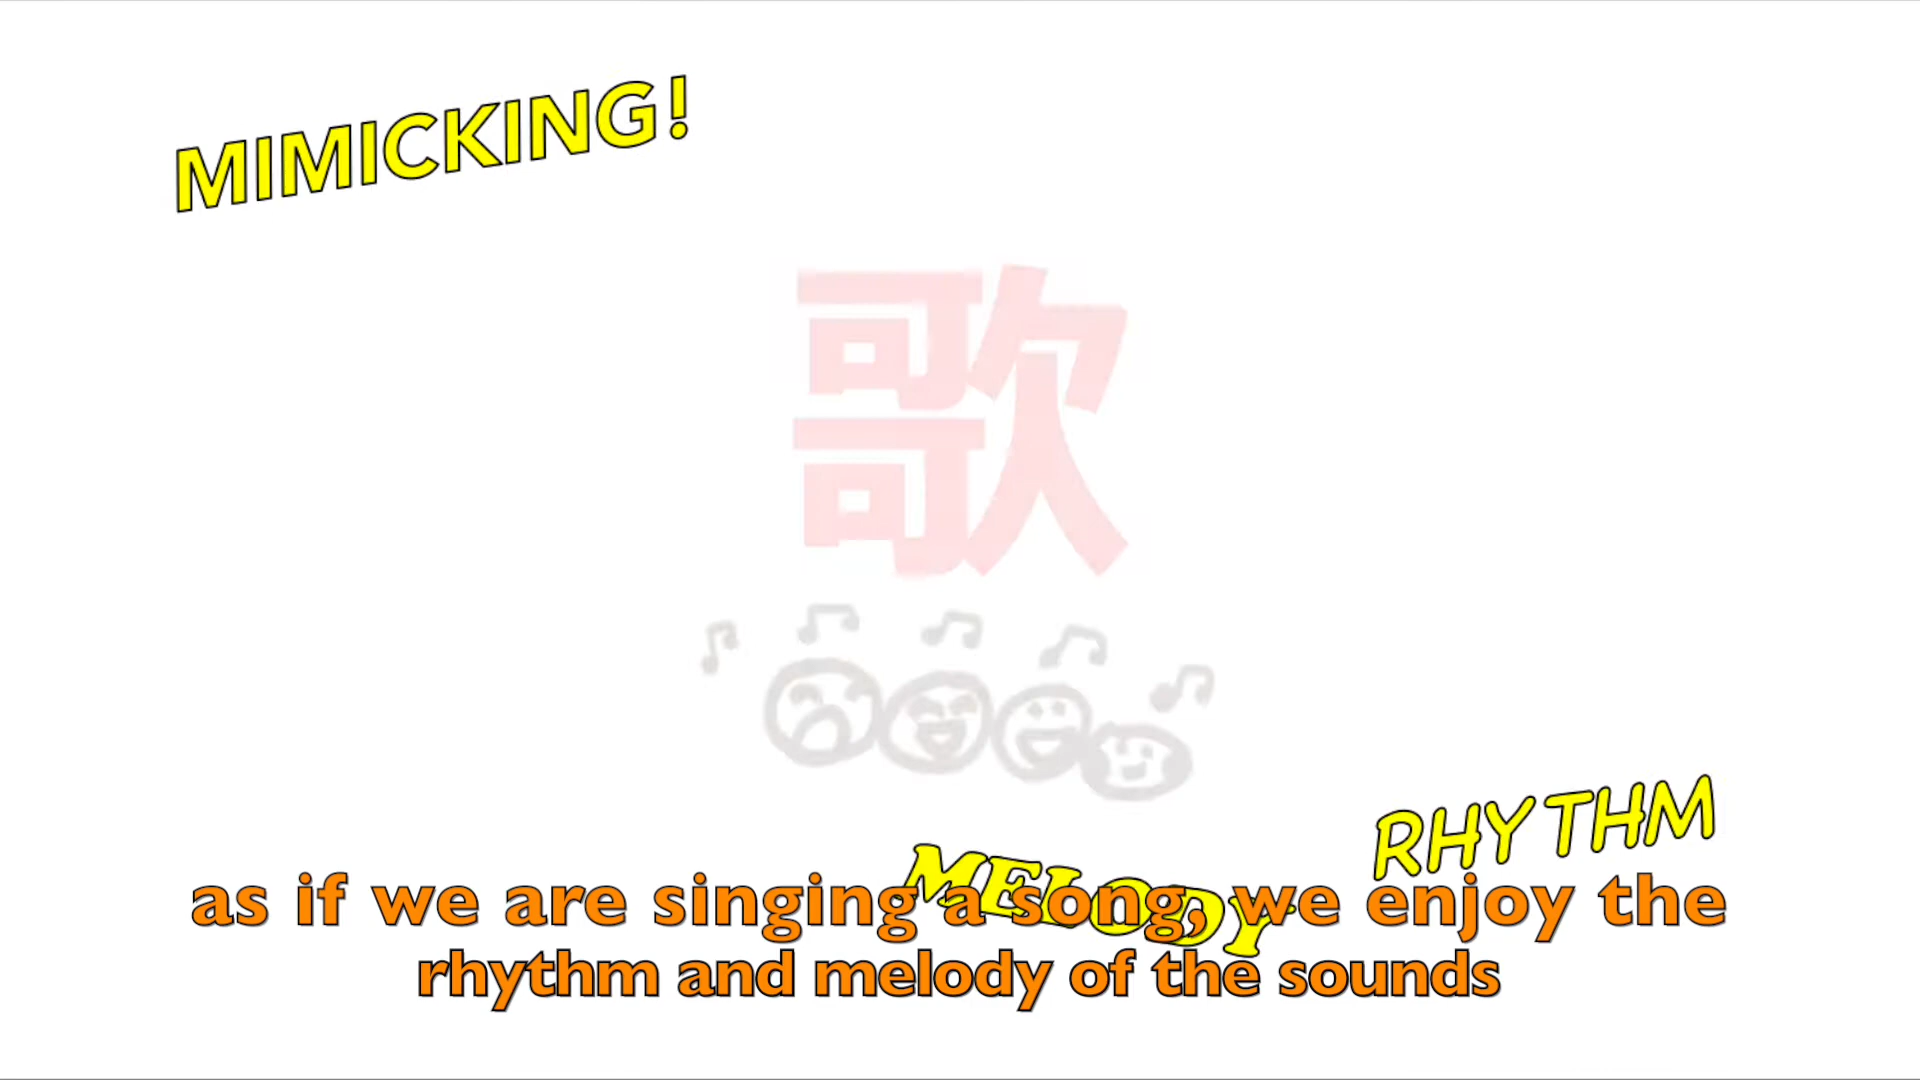 MIMICKING!
歌
RHYTHM
MELODY
as if we are singing a song, we enjoy the
rhythm and melody of the sounds